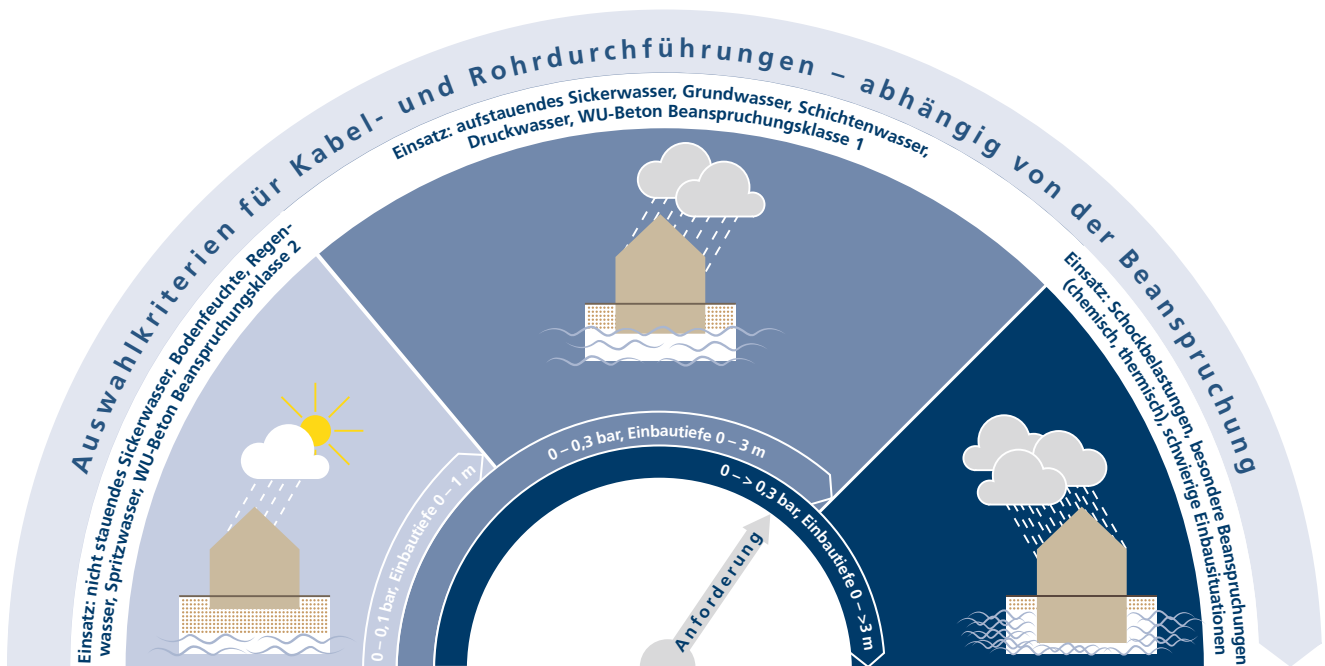 Auswahlkriterien für Kabel- und Rohrdurchführungen – abhängig von der Beanspruchung
Einsatz: nicht stauendes Sickerwasser, Bodenfeuchte, Regen-
wasser, Spritzwasser, WU-Beton Beanspruchungsklasse 2
Einsatz: aufstauendes Sickerwasser, Grundwasser, Schichtenwasser,
Druckwasser, WU-Beton Beanspruchungsklasse 1
Einsatz: Schockbelastungen, besondere Beanspruchungen
(chemisch, thermisch), schwierige Einbausituationen
0 – 0,1 bar, Einbautiefe 0 – 1 m
0 – 0,3 bar, Einbautiefe 0 – 3 m
0 – > 0,3 bar, Einbautiefe 0 – >3 m
Anforderung